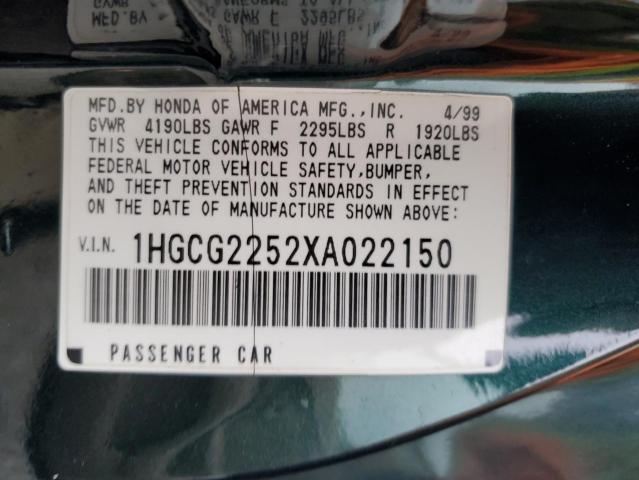 MFD.BY HONDA OF AMERICA MFG.,INC. 4/99
GVWR 4190LBS GAWR F 2295LBS R 1920LBS
THIS VEHICLE CONFORMS TO ALL APPLICABLE
FEDERAL MOTOR VEHICLE SAFETY,BUMPER,
AND THEFT PREVENTION STANDARDS IN EFFECT
ON THE DATE OF MANUFACTURE SHOWN ABOVE:
V.I.N. 1HGCG2252XA022150
PASSENGER CAR